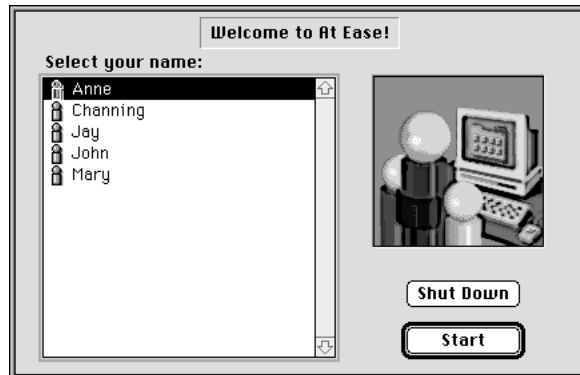 Welcome to At Ease!
Select your name:
Anne
Channing
Jay
John
Mary
Shut Down
Start